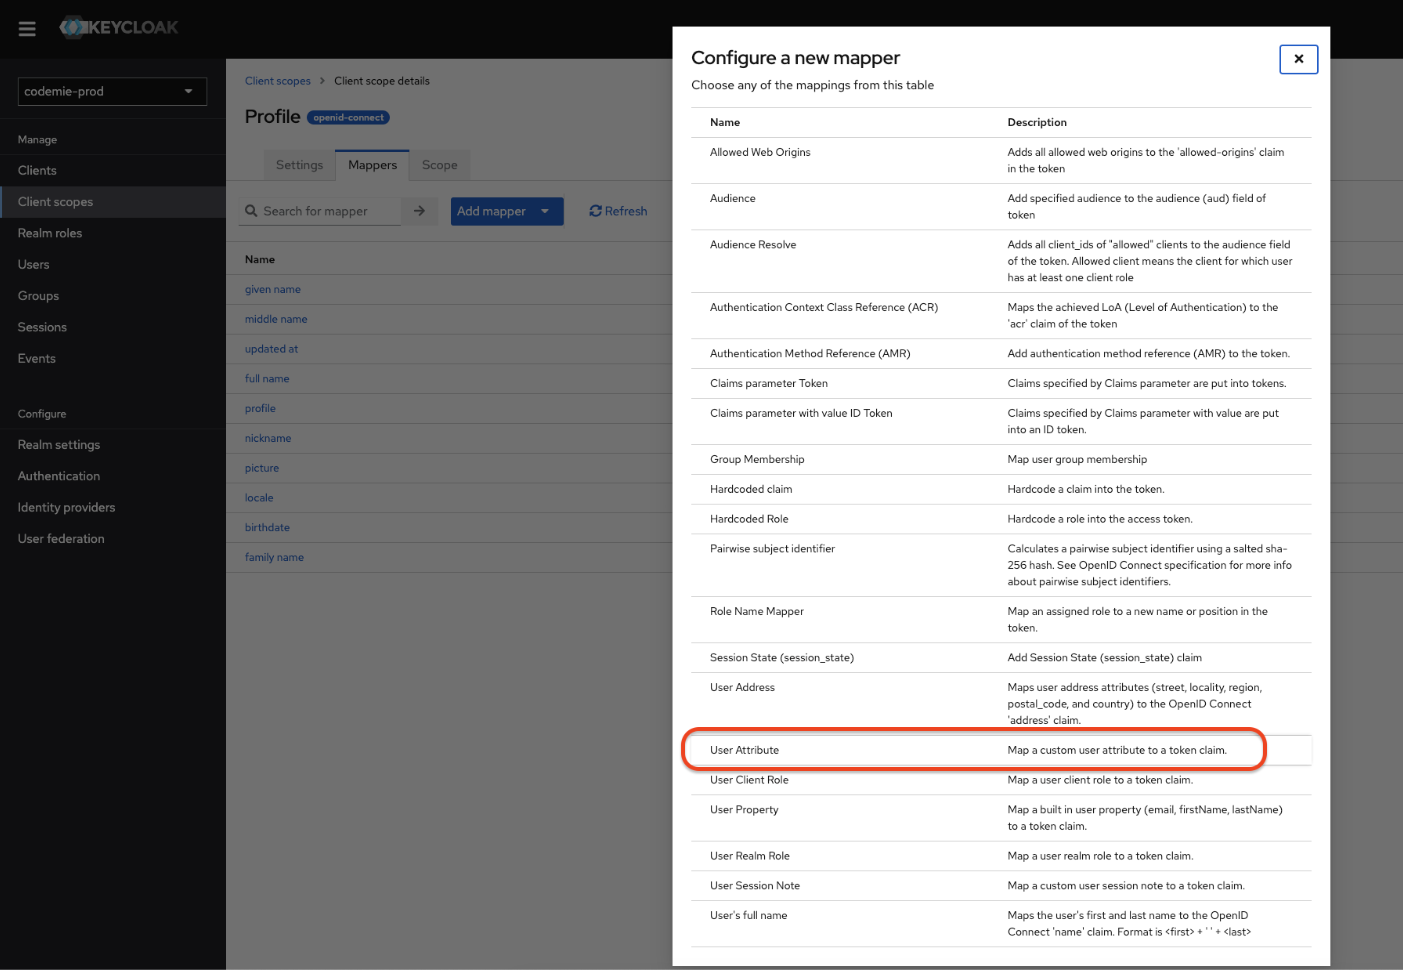 KEYCLOAK
codemie-prod
Manage
Clients
Client scopes
Realm roles
Users
Groups
Sessions
Events
Configure
Realm settings
Authentication
Identity providers
User federation
Client scopes > Client scope details
Profile openid-connect
Settings Mappers Scope
Search for mapper Add mapper Refresh
Name
given name
middle name
updated at
full name
profile
nickname
picture
locale
birthdate
family name
Configure a new mapper
Choose any of the mappings from this table
Name Description
Allowed Web Origins Adds all allowed web origins to the 'allowed-origins' claim
in the token
Audience Add specified audience to the audience (aud) field of
token
Audience Resolve Adds all client_ids of "allowed" clients to the audience field
of the token. Allowed client means the client for which user
has at least one client role
Authentication Context Class Reference (ACR) Maps the achieved LoA (Level of Authentication) to the
'acr' claim of the token
Authentication Method Reference (AMR) Add authentication method reference (AMR) to the token.
Claims parameter Token Claims specified by Claims parameter are put into tokens.
Claims parameter with value ID Token Claims specified by Claims parameter with value are put
into an ID token.
Group Membership Map user group membership
Hardcoded claim Hardcode a claim into the token.
Hardcoded Role Hardcode a role into the access token.
Pairwise subject identifier Calculates a pairwise subject identifier using a salted sha-
256 hash. See OpenID Connect specification for more info
about pairwise subject identifiers.
Role Name Mapper Map an assigned role to a new name or position in the
token.
Session State (session_state) Add Session State (session_state) claim
User Address Maps user address attributes (street, locality, region,
postal_code, and country) to the OpenID Connect
'address' claim.
User Attribute Map a custom user attribute to a token claim.
User Client Role Map a user client role to a token claim.
User Property Map a built in user property (email, firstName, lastName)
to a token claim.
User Realm Role Map a user realm role to a token claim.
User Session Note Map a custom user session note to a token claim.
User's full name Maps the user's first and last name to the OpenID
Connect 'name' claim. Format is <first> + ' ' + <last>